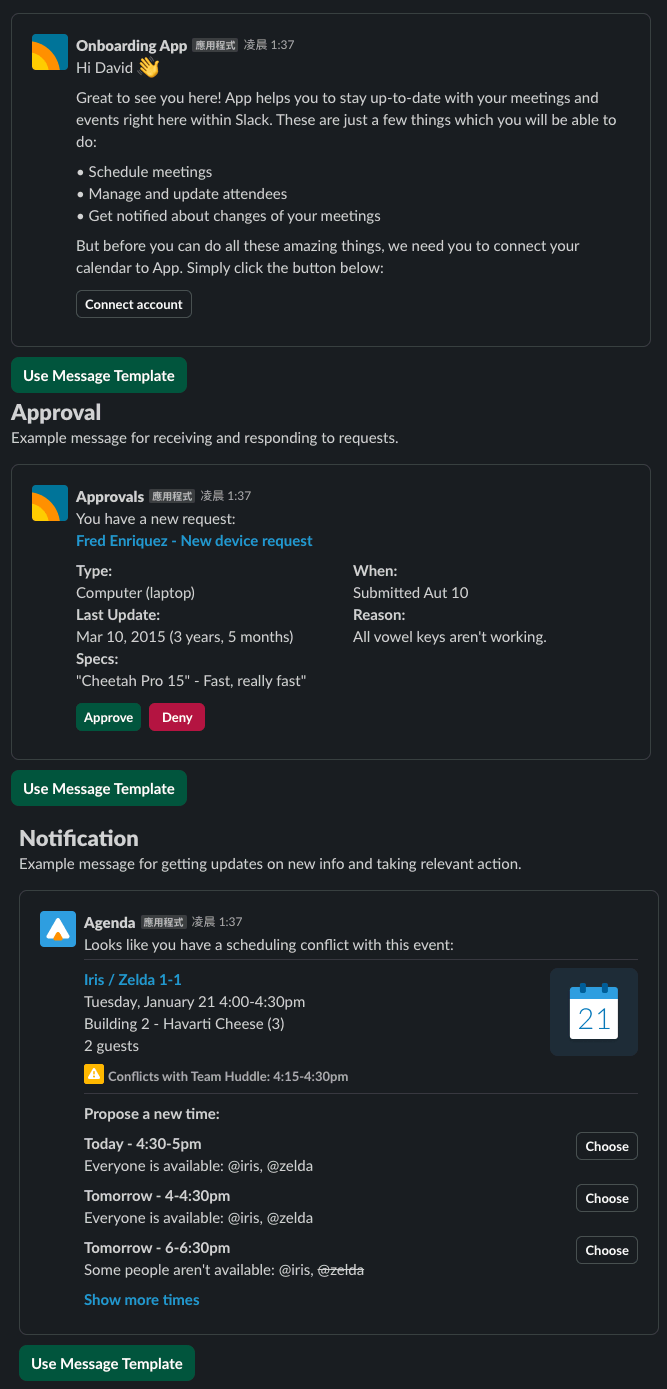 Onboarding App 應用程式 凌晨 1:37
Hi David 👋
Great to see you here! App helps you to stay up-to-date with your meetings and
events right here within Slack. These are just a few things which you will be able to
do:
• Schedule meetings
• Manage and update attendees
• Get notified about changes of your meetings
But before you can do all these amazing things, we need you to connect your
calendar to App. Simply click the button below:
Connect account
Use Message Template
Approval
Example message for receiving and responding to requests.
Approvals 應用程式 凌晨 1:37
You have a new request:
Fred Enriquez - New device request
Type: When:
Computer (laptop) Submitted Aut 10
Last Update: Reason:
Mar 10, 2015 (3 years, 5 months) All vowel keys aren't working.
Specs:
"Cheetah Pro 15" - Fast, really fast"
Approve Deny
Use Message Template
Notification
Example message for getting updates on new info and taking relevant action.
Agenda 應用程式 凌晨 1:37
Looks like you have a scheduling conflict with this event:
Iris / Zelda 1-1
Tuesday, January 21 4:00-4:30pm
Building 2 - Havarti Cheese (3)
2 guests
21
Conflicts with Team Huddle: 4:15-4:30pm
Propose a new time:
Today - 4:30-5pm
Everyone is available: @iris, @zelda
Choose
Tomorrow - 4-4:30pm
Everyone is available: @iris, @zelda
Choose
Tomorrow - 6-6:30pm
Some people aren't available: @iris, @zelda
Choose
Show more times
Use Message Template